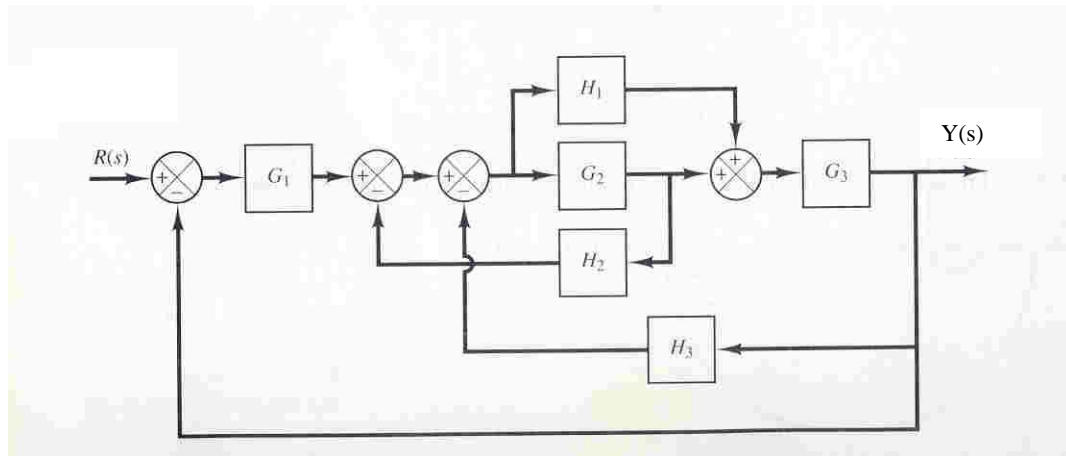 H1
Y(s)
R(s)
+
−
G1
+
−
+
−
G2
+
+
G3
H2
H3